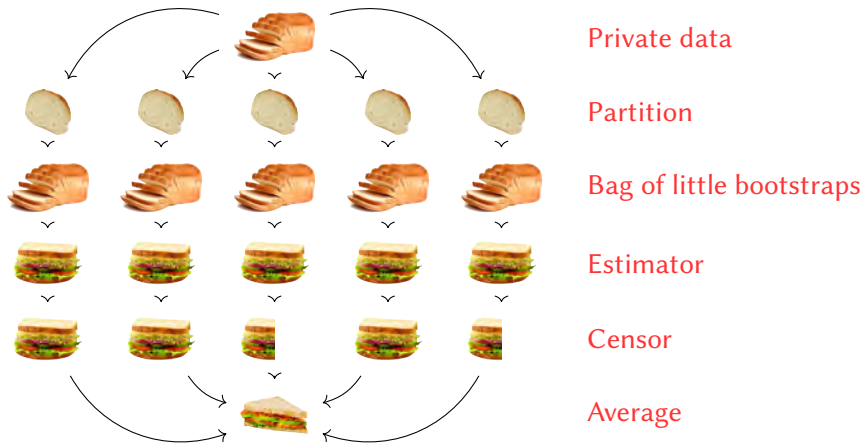 Private data
Partition
Bag of little bootstraps
Estimator
Censor
Average